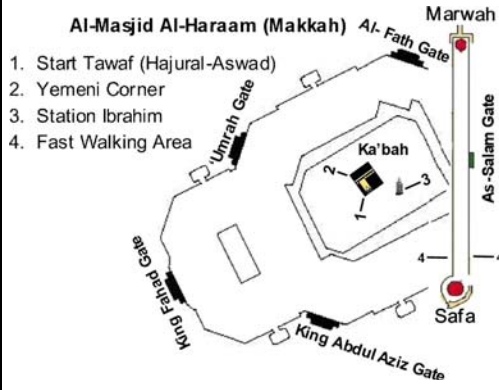 Al-Masjid Al-Haraam (Makkah)
1. Start Tawaf (Hajural-Aswad)
2. Yemeni Corner
3. Station Ibrahim
4. Fast Walking Area
Al- Fath Gate
Marwah
'Umrah Gate
Ka'bah
2
3
1
As-Salam Gate
King Fahad Gate
4
4
Safa
King Abdul Aziz Gate